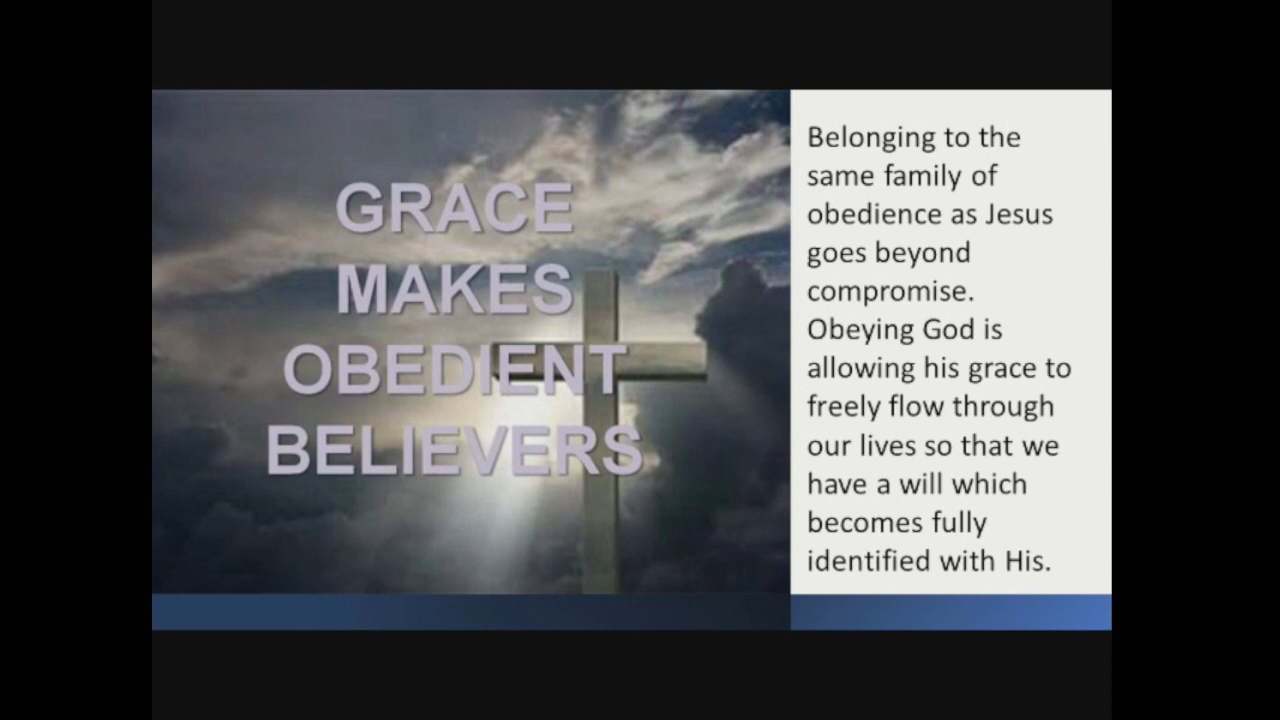 GRACE
MAKES
OBEDIENT
BELIEVERS
Belonging to the
same family of
obedience as Jesus
goes beyond
compromise.
Obeying God is
allowing his grace to
freely flow through
our lives so that we
have a will which
becomes fully
identified with His.